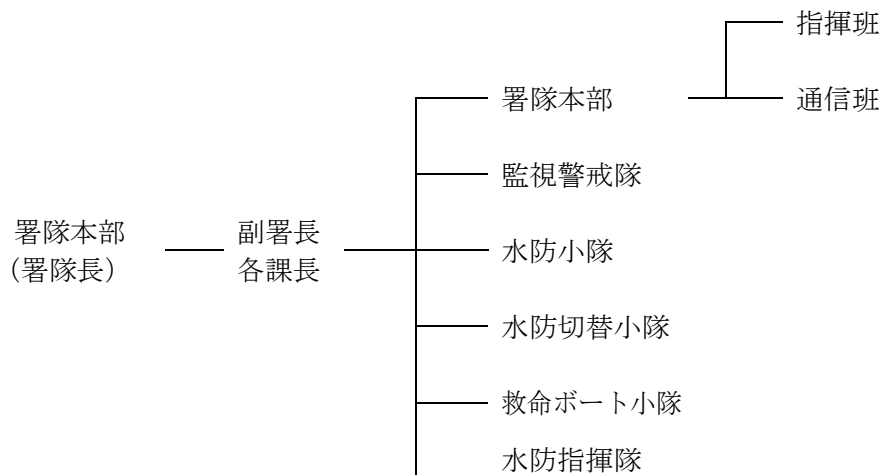 指揮班
署隊本部
通信班
監視警戒隊
署隊本部
(署隊長)
副署長
各課長
水防小隊
水防切替小隊
救命ボート小隊
水防指揮隊